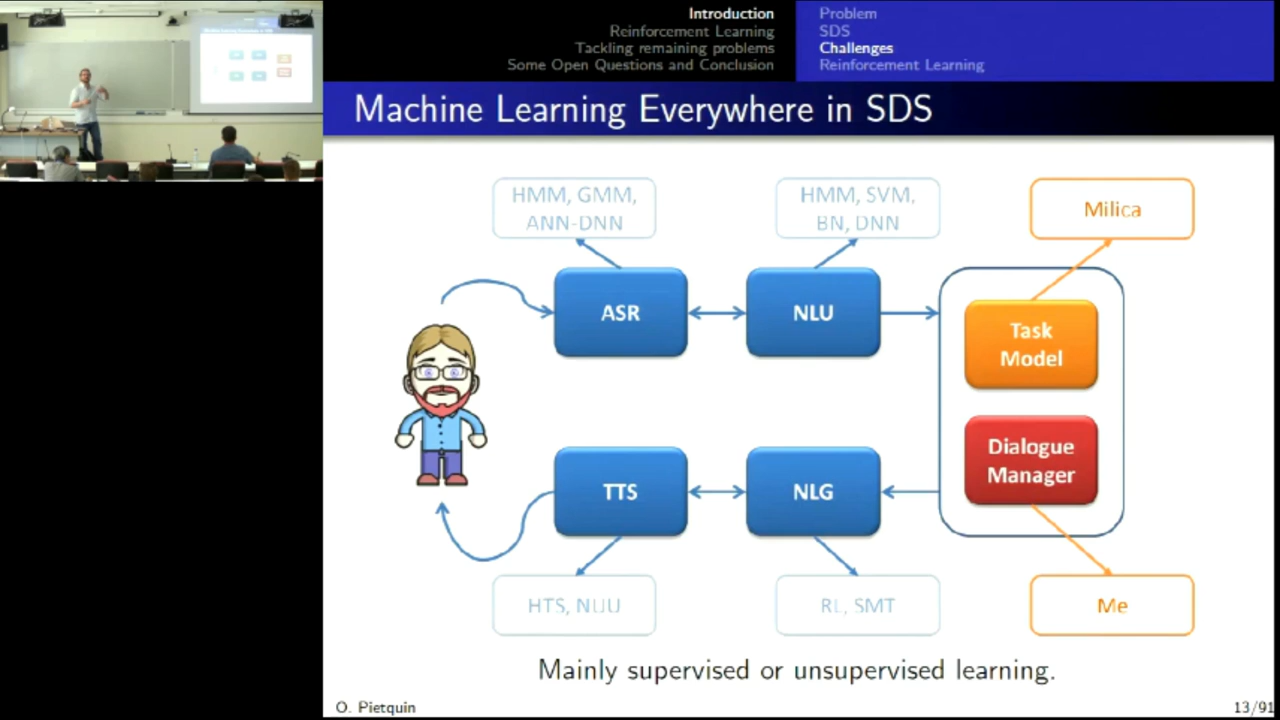 Introduction
Reinforcement Learning
Tackling remaining problems
Some Open Questions and Conclusion
Problem
SDS
Challenges
Reinforcement Learning
Machine Learning Everywhere in SDS
HMM, GMM,
ANN-DNN
HMM, SVM,
BN, DNN
Milica
ASR
NLU
Task
Model
Dialogue
Manager
TTS
NLG
HTS, NUU
RL, SMT
Me
Mainly supervised or unsupervised learning.
O. Pietquin
13/91